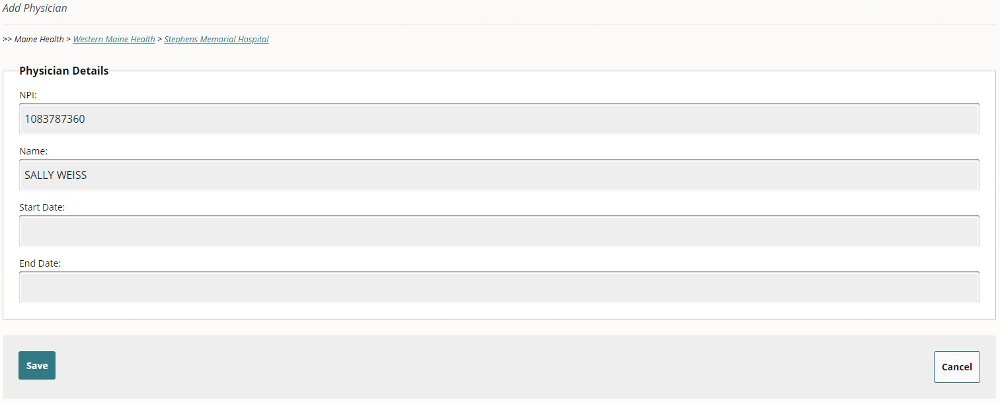 Add Physician
>> Maine Health > Western Maine Health > Stephens Memorial Hospital
Physician Details
NPI:
1083787360
Name:
SALLY WEISS
Start Date:
End Date:
Save
Cancel